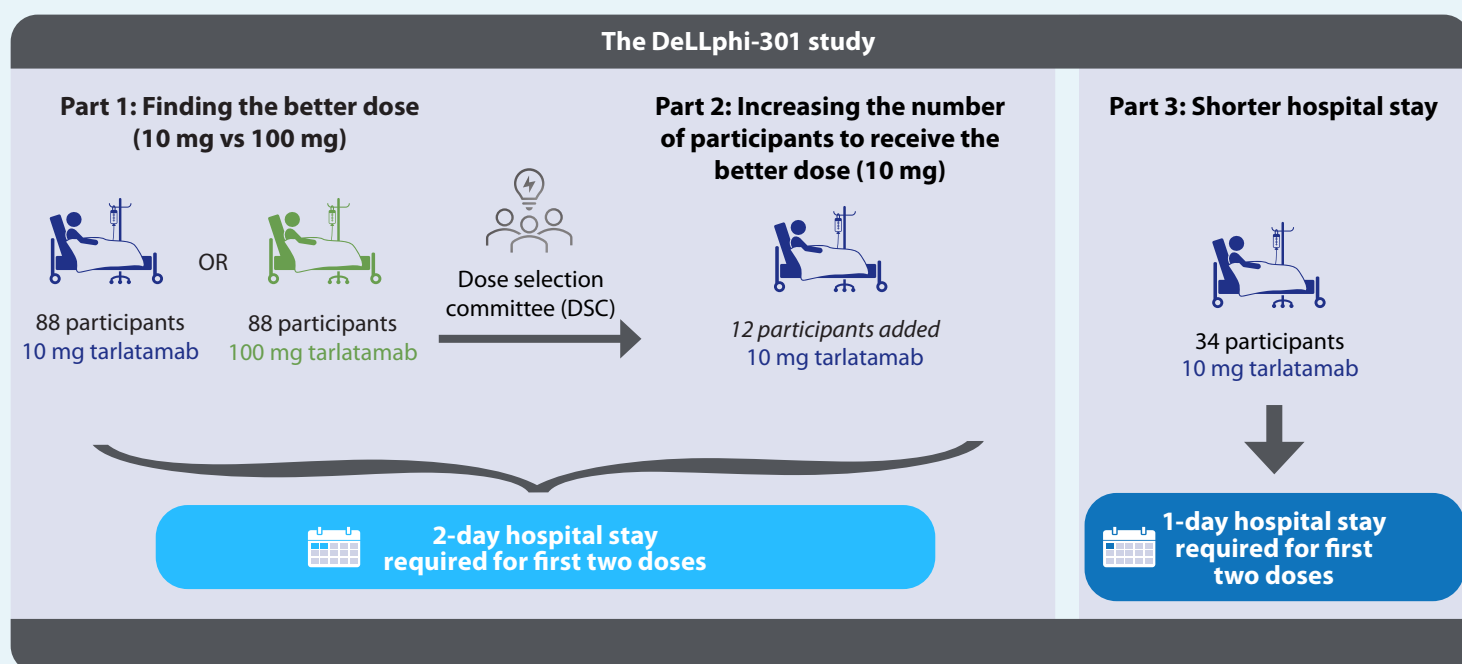 The DeLLphi-301 study
Part 1: Finding the better dose
(10 mg vs 100 mg)
OR
88 participants
10 mg tarlatamab
88 participants
100 mg tarlatamab
Dose selection
committee (DSC)
Part 2: Increasing the number
of participants to receive the
better dose (10 mg)
12 participants added
10 mg tarlatamab
2-day hospital stay
required for first two doses
Part 3: Shorter hospital stay
34 participants
10 mg tarlatamab
1-day hospital stay
required for first
two doses